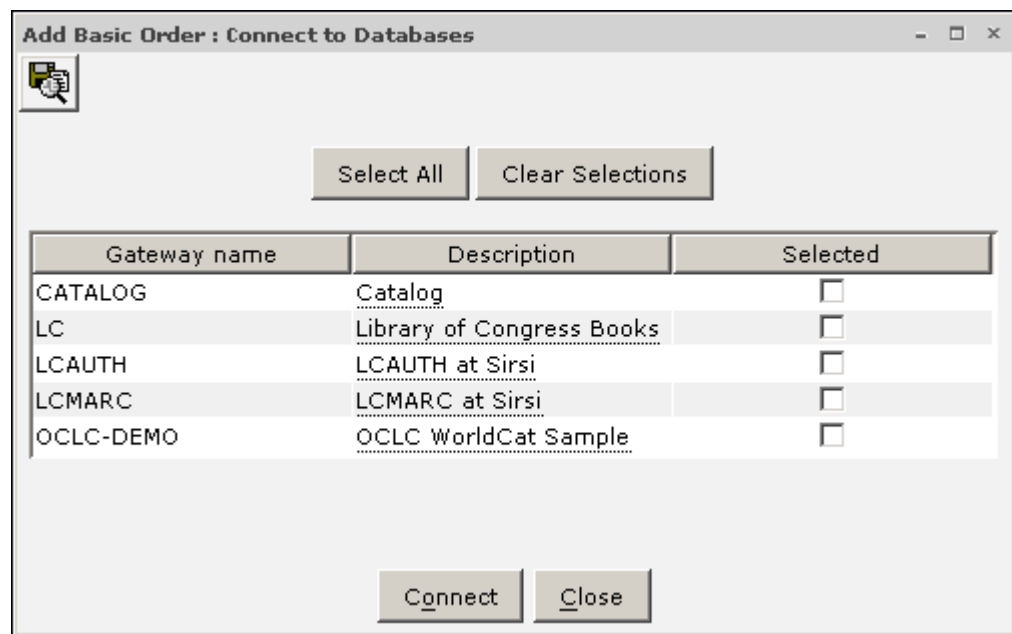 Add Basic Order : Connect to Databases
Select All Clear Selections
Gateway name Description Selected
CATALOG Catalog
LC Library of Congress Books
LCAUTH LCAUTH at Sirsi
LCMARC LCMARC at Sirsi
OCLC-DEMO OCLC WorldCat Sample
Connect Close